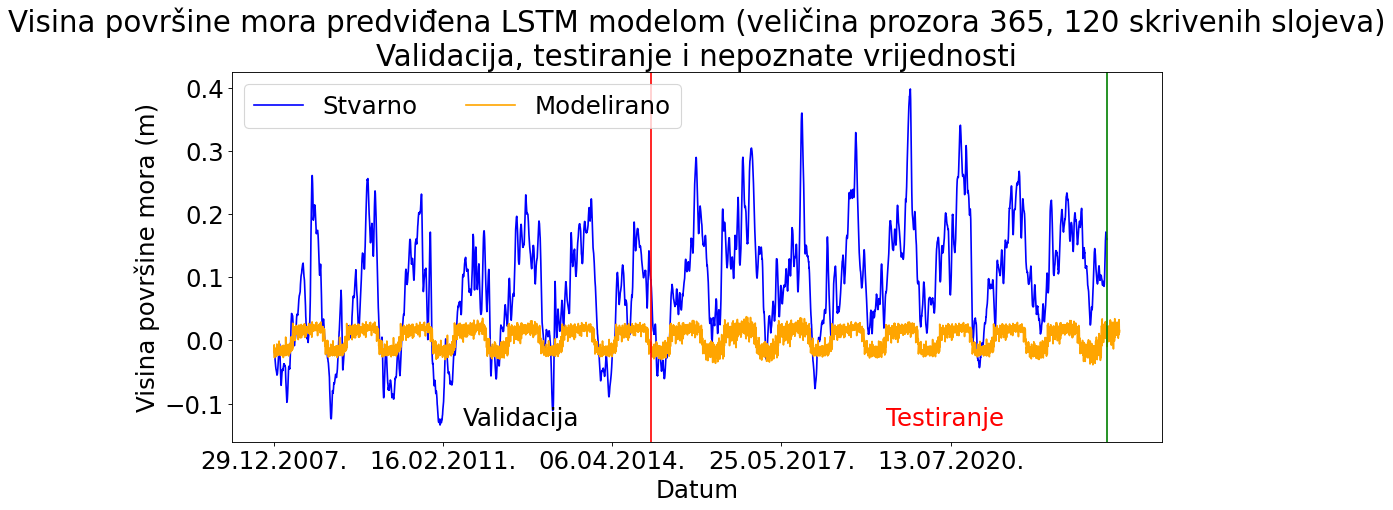 Visina površine mora predviđena LSTM modelom (veličina prozora 365, 120 skrivenih slojeva)
Validacija, testiranje i nepoznate vrijednosti
Stvarno
Modelirano
Visina površine mora (m)
0.4
0.3
0.2
0.1
0.0
−0.1
Validacija
Testiranje
29.12.2007.
16.02.2011.
06.04.2014.
25.05.2017.
13.07.2020.
Datum